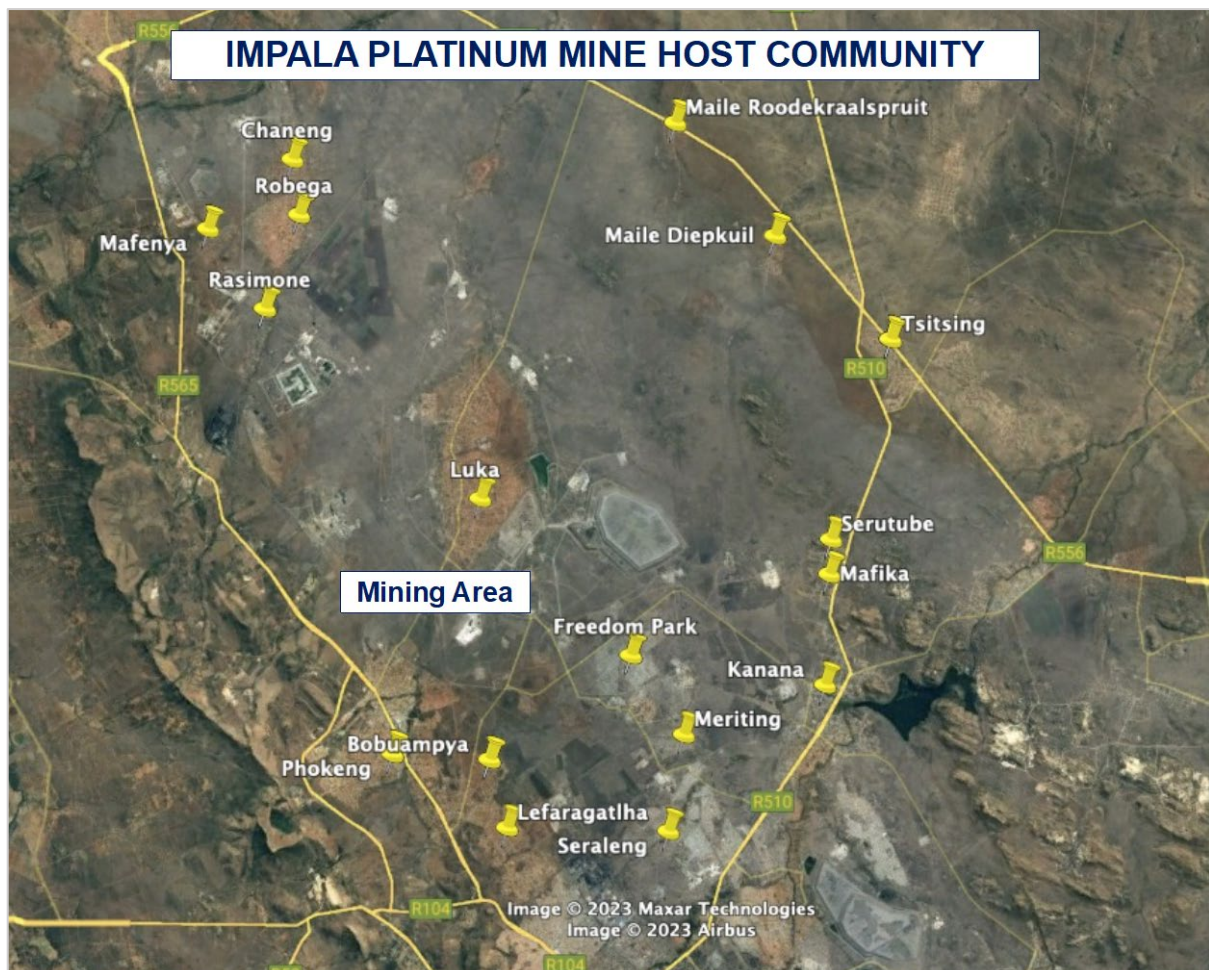 R556
IMPALA PLATINUM MINE HOST COMMUNITY
Maile Roodekraalspruit
Chaneng
Robega
Mafenya
Maile Diepkuil
Rasimone
Tsitsing
R510
R565
Luka
Serutube
R556
Mafika
Mining Area
Freedom Park
Kanana
Meriting
Bobuampya
Phokeng
R510
Lefaragatlha
Seraleng
R104
Image © 2023 Maxar Technologies
Image © 2023 Airbus
R104